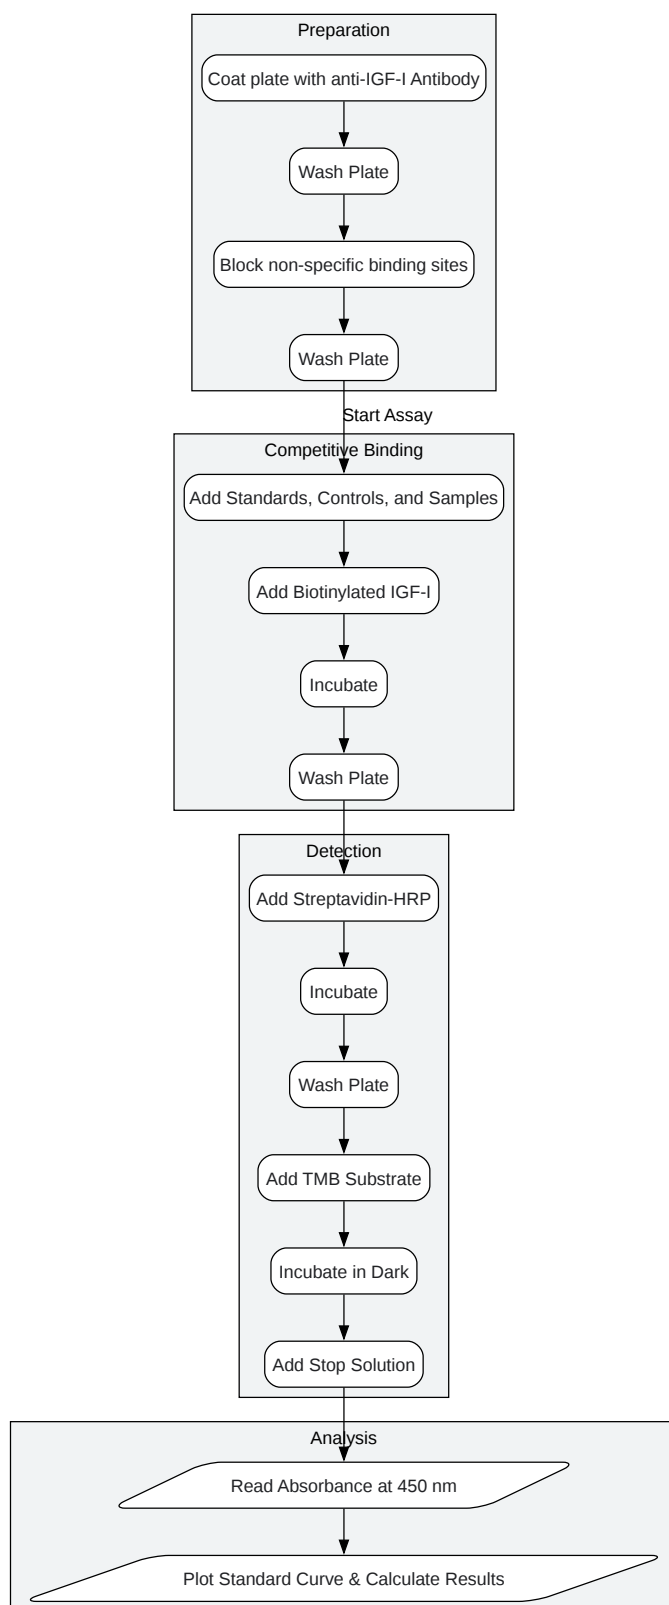 Preparation
Coat plate with anti-IGF-I Antibody
Wash Plate
Block non-specific binding sites
Wash Plate
Start Assay
Competitive Binding
Add Standards, Controls, and Samples
Add Biotinylated IGF-I
Incubate
Wash Plate
Detection
Add Streptavidin-HRP
Incubate
Wash Plate
Add TMB Substrate
Incubate in Dark
Add Stop Solution
Analysis
Read Absorbance at 450 nm
Plot Standard Curve & Calculate Results